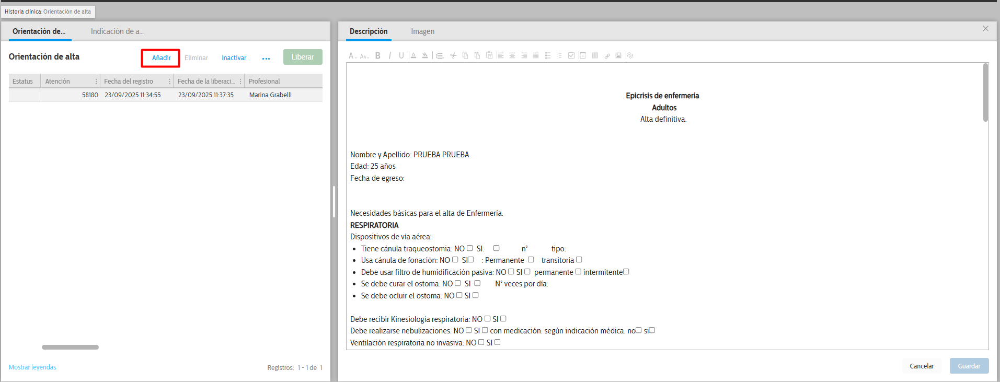 Historia clínica: Orientación de alta
Orientación de...
Indicación de a...
Orientación de alta
Añadir
Eliminar
Inactivar
...
Liberar
Estatus
Atención
Fecha del registro
Fecha de la liberaci...
Profesional
58180
23/09/2025 11:34:55
23/09/2025 11:37:35
Marina Grabelli
Mostrar leyendas
Registros: 1 - 1 de 1
Descripción
Imagen
Epicrisis de enfermería
Adultos
Alta definitiva.
Nombre y Apellido: PRUEBA PRUEBA
Edad: 25 años
Fecha de egreso:
Necesidades básicas para el alta de Enfermería.
RESPIRATORIA
Dispositivos de vía aérea:
• Tiene cánula traqueostomia: NO ☐ SI: ☐ n° tipo:
• Usa cánula de fonación: NO ☐ SI☐ : Permanente ☐ transitoria ☐
• Debe usar filtro de humidificación pasiva: NO ☐ SI ☐ permanente ☐ intermitente☐
• Se debe curar el ostoma: NO ☐ SI ☐ N° veces por día:
• Se debe ocluir el ostoma: NO ☐ SI ☐
Debe recibir Kinesiología respiratoria: NO ☐ SI ☐
Debe realizarse nebulizaciones: NO ☐ SI ☐ con medicación: según indicación médica. no☐ si☐
Ventilación respiratoria no invasiva: NO ☐ SI ☐
Cancelar
Guardar